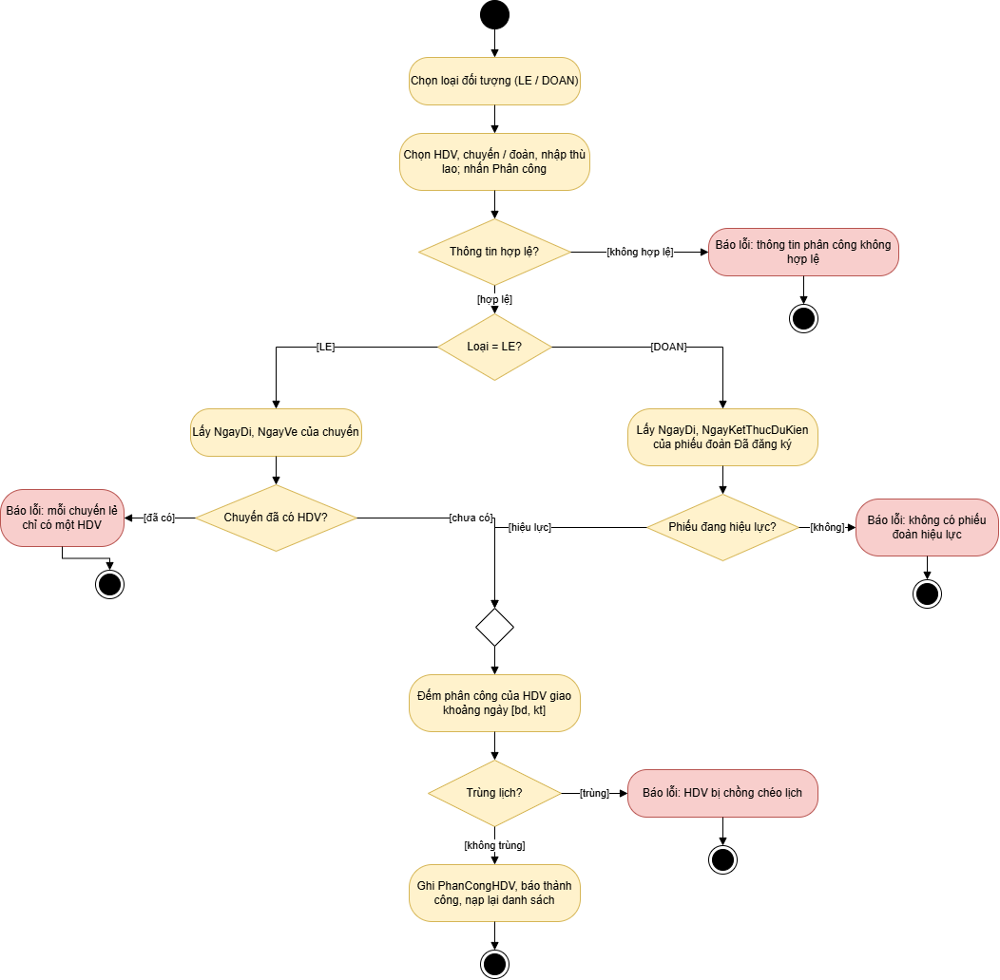 Chọn loại đối tượng (LE / DOAN)
Chọn HDV, chuyến / đoàn, nhập thù
lao; nhấn Phân công
Thông tin hợp lệ?
[không hợp lệ]
Báo lỗi: thông tin phân công không
hợp lệ
[hợp lệ]
Loại = LE?
[LE]
[DOAN]
Lấy NgayDi, NgayVe của chuyến
Lấy NgayDi, NgayKetThucDuKien
của phiếu đoàn Đã đăng ký
Báo lỗi: mỗi chuyến lẻ
chỉ có một HDV
[đã có]
Chuyến đã có HDV?
[chưa có]
[hiệu lực]
Phiếu đang hiệu lực?
[không]
Báo lỗi: không có phiếu
đoàn hiệu lực
Đếm phân công của HDV giao
khoảng ngày [bd, kt]
Trùng lịch?
[trùng]
Báo lỗi: HDV bị chồng chéo lịch
[không trùng]
Ghi PhanCongHDV, báo thành
công, nạp lại danh sách